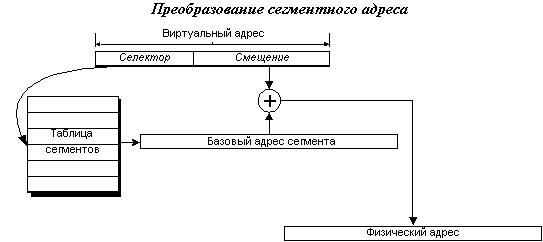 Преобразование сегментного адреса
Виртуальный адрес
Селектор
Смещение
+
Таблица
сегментов
Базовый адрес сегмента
Физический адрес